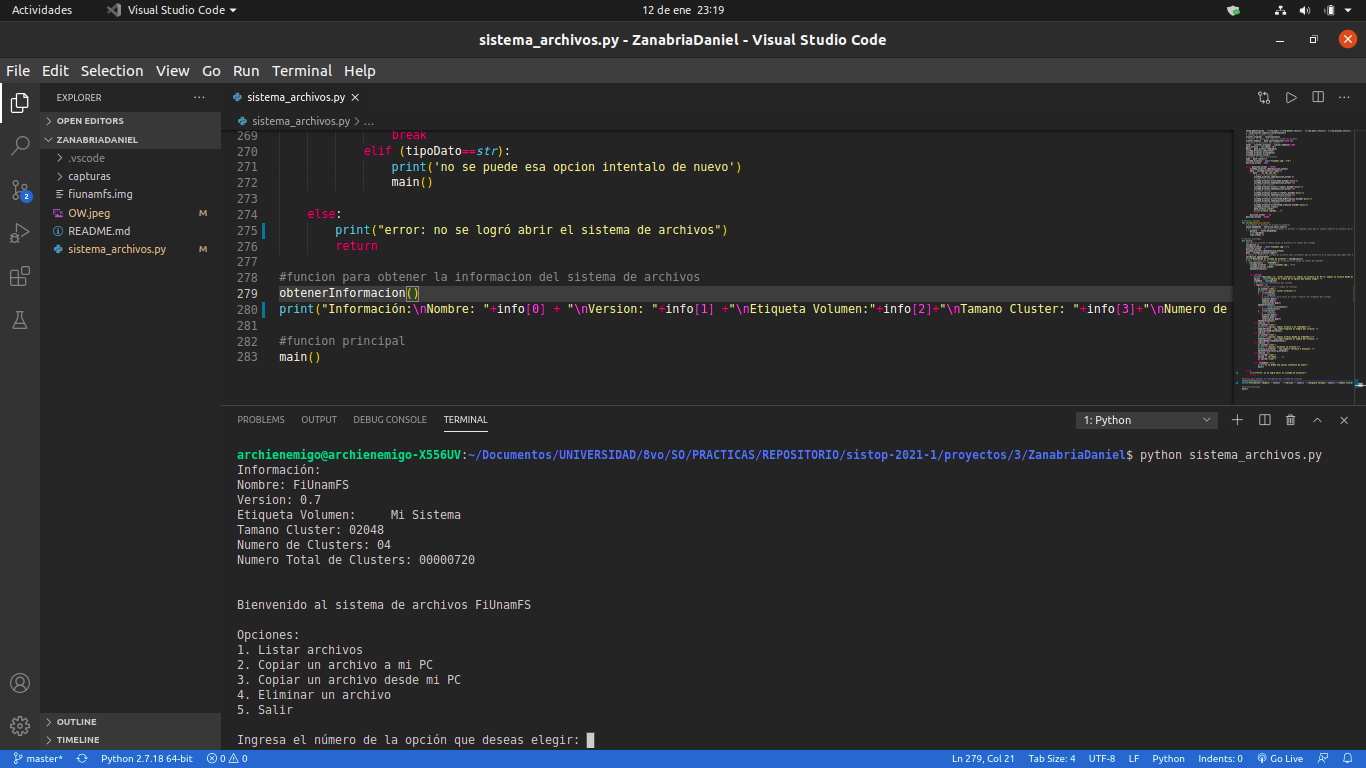 Actividades
Visual Studio Code
12 de ene  23:19
sistema_archivos.py - ZanabriaDaniel - Visual Studio Code
File Edit Selection View Go Run Terminal Help
EXPLORER
OPEN EDITORS
ZANABRIADANIEL
.vscode
capturas
fiunamfs.img
OW.jpeg M
README.md
sistema_archivos.py M
OUTLINE
TIMELINE
2
sistema_archivos.py
sistema_archivos.py > ...
269 break
270 elif (tipoDato==str):
271 print('no se puede esa opcion intentalo de nuevo')
272 main()
273
274 else:
275 print("error: no se logró abrir el sistema de archivos")
276 return
277
278 #funcion para obtener la informacion del sistema de archivos
279 obtenerInformacion()
280 print("Información:\nNombre: "+info[0] + "\nVersion: "+info[1] +"\nEtiqueta Volumen:"+info[2]+"\nTamano Cluster: "+info[3]+"\nNumero de
281
282 #funcion principal
283 main()
PROBLEMS OUTPUT DEBUG CONSOLE TERMINAL
1: Python
archienemigo@archienemigo-X556UV:~/Documentos/UNIVERSIDAD/8vo/SO/PRACTICAS/REPOSITORIO/sistop-2021-1/proyectos/3/ZanabriaDaniel$ python sistema_archivos.py
Información:
Nombre: FiUnamFS
Version: 0.7
Etiqueta Volumen:     Mi Sistema
Tamano Cluster: 02048
Numero de Clusters: 04
Numero Total de Clusters: 00000720
Bienvenido al sistema de archivos FiUnamFS
Opciones:
1. Listar archivos
2. Copiar un archivo a mi PC
3. Copiar un archivo desde mi PC
4. Eliminar un archivo
5. Salir
Ingresa el número de la opción que deseas elegir:
master* Python 2.7.18 64-bit 0 0 Ln 279, Col 21 Tab Size: 4 UTF-8 LF Python Indents: 0 Go Live